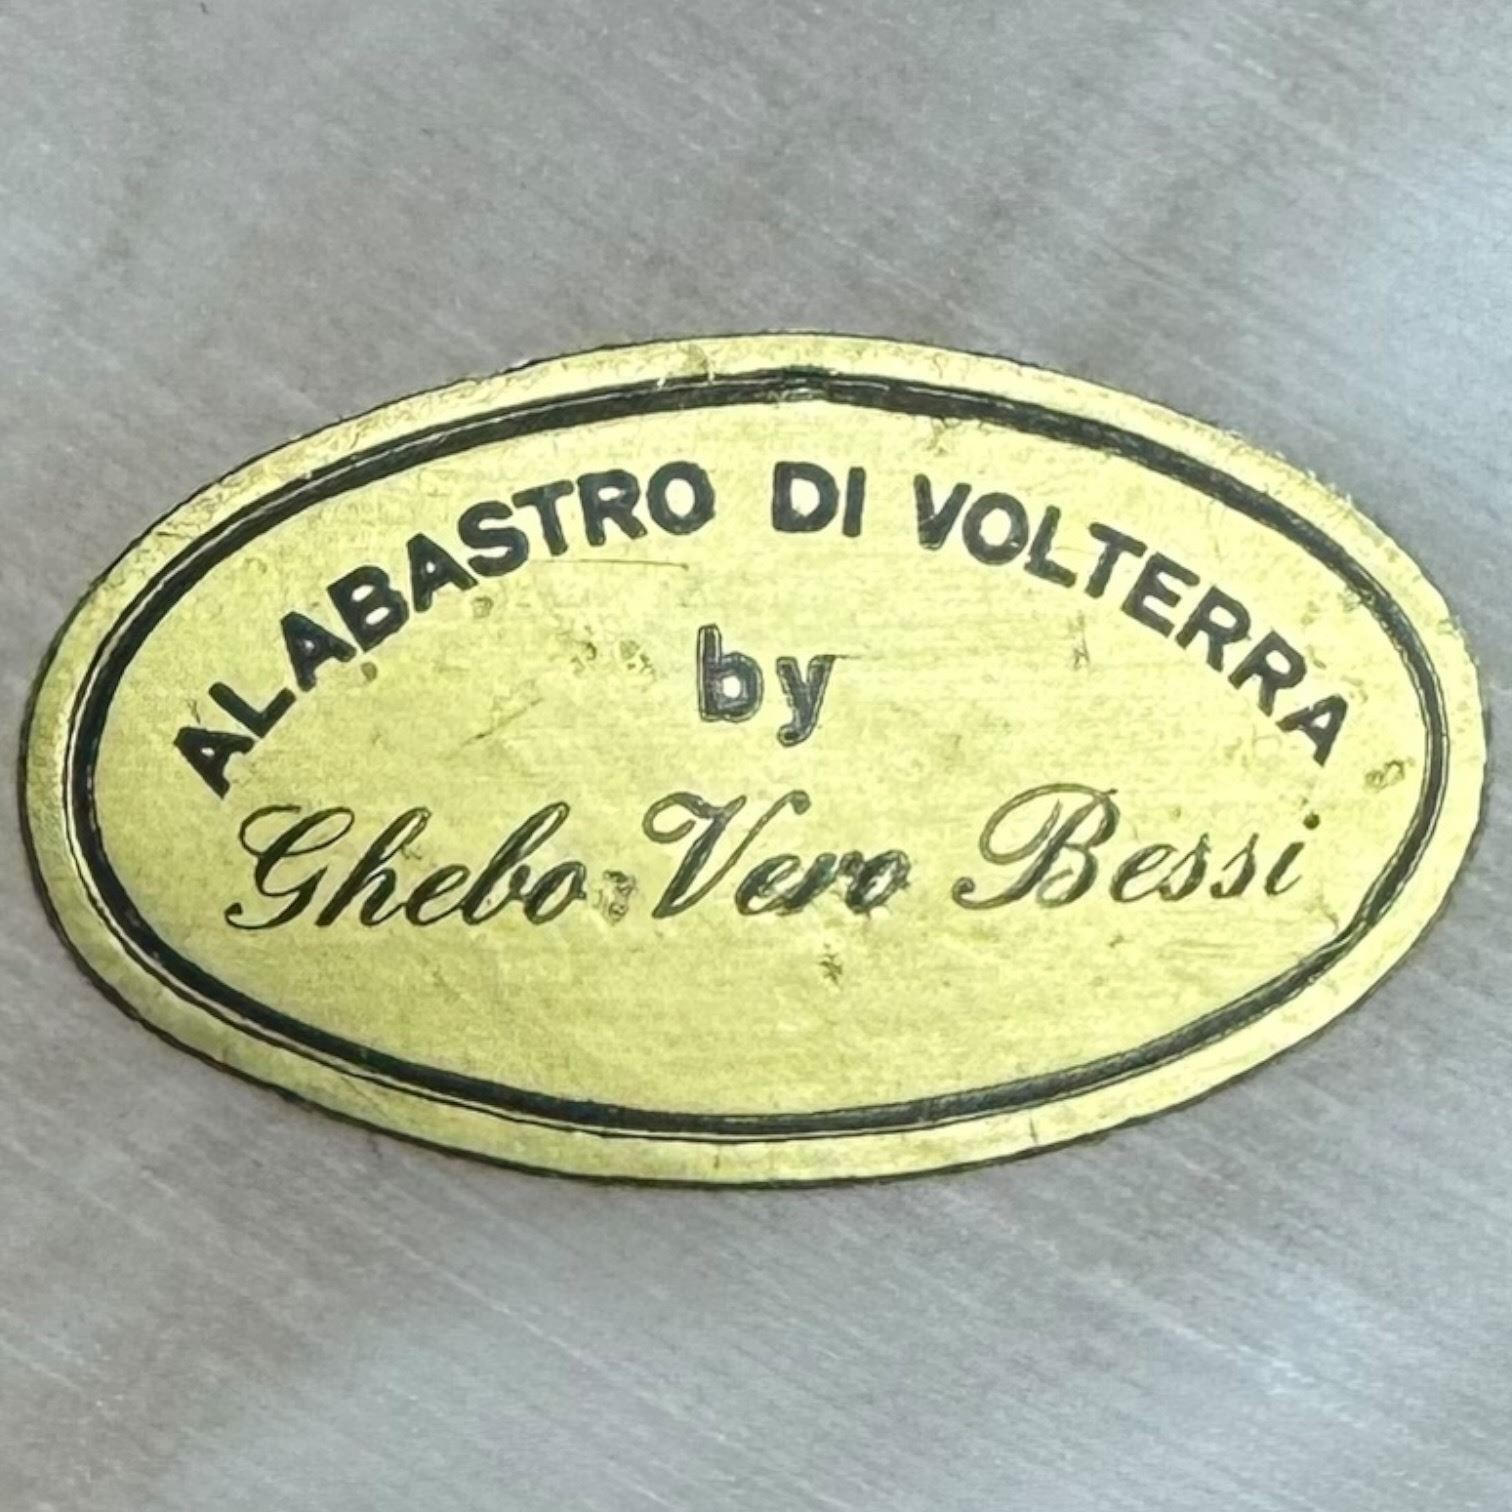 ALABASTRO DI VOLTERRA
by
Ghebo Vero Bessi